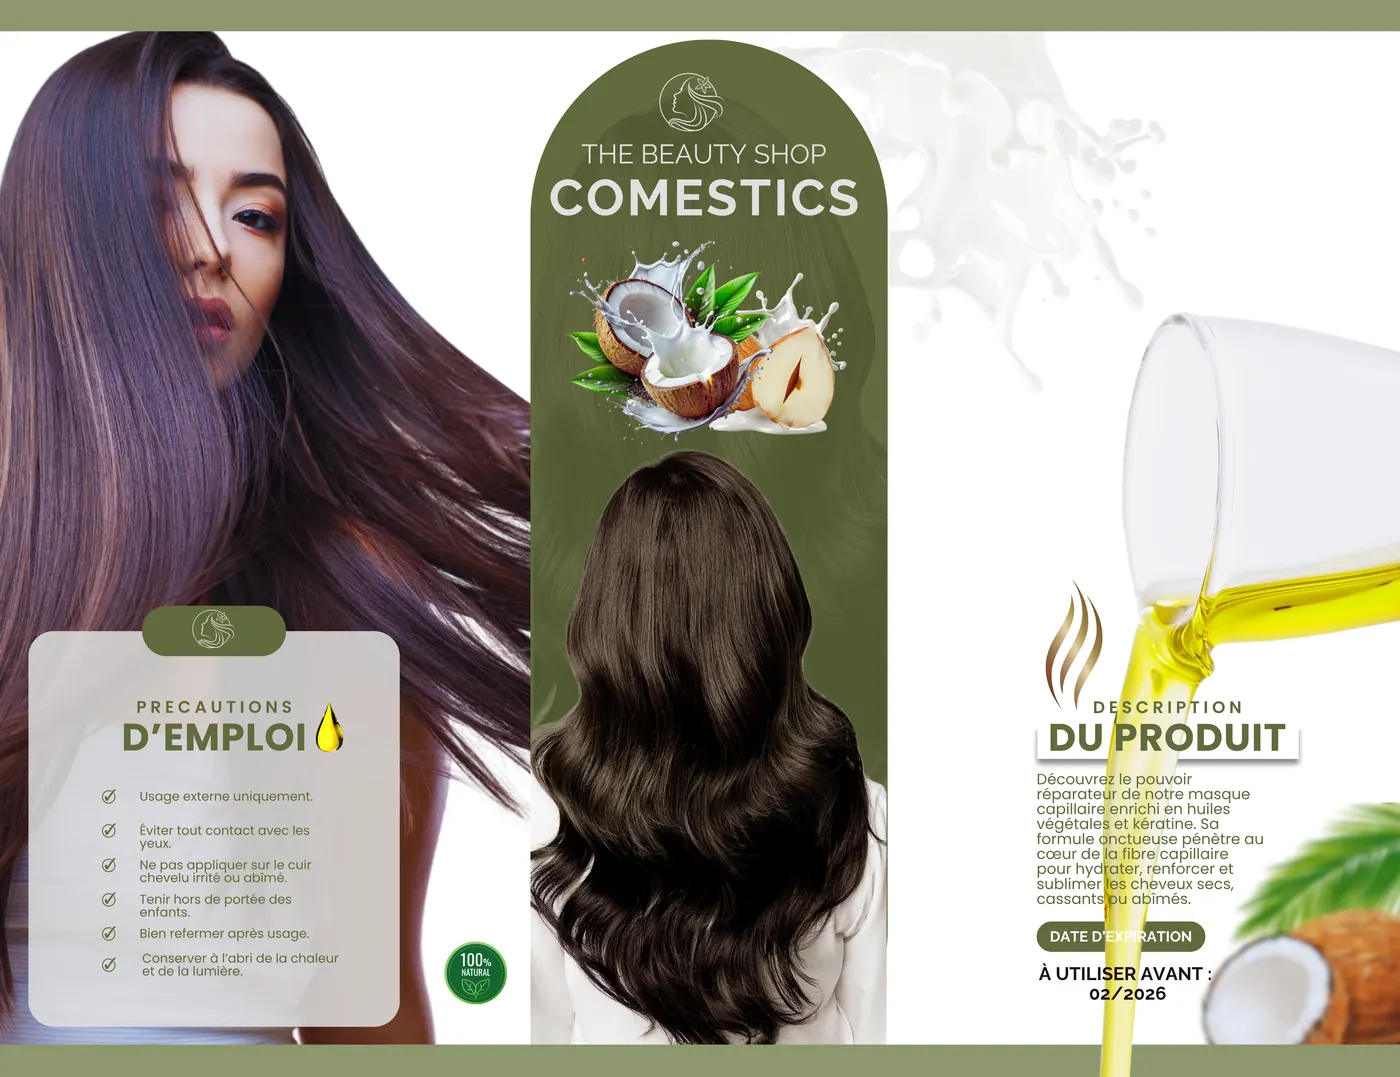 THE BEAUTY SHOP
COMESTICS
PRECAUTIONS
D’EMPLOI
Usage externe uniquement.
Éviter tout contact avec les
yeux.
Ne pas appliquer sur le cuir
chevelu irrité ou abîmé.
Tenir hors de portée des
enfants.
Bien refermer après usage.
Conserver à l’abri de la chaleur
et de la lumière.
100%
NATURAL
DESCRIPTION
DU PRODUIT
Découvrez le pouvoir
réparateur de notre masque
capillaire enrichi en huiles
végétales et kératine. Sa
formule onctueuse pénètre au
cœur de la fibre capillaire
pour hydrater, renforcer et
sublimer les cheveux secs,
cassants ou abîmés.
DATE D’EXPIRATION
À UTILISER AVANT :
02/2026